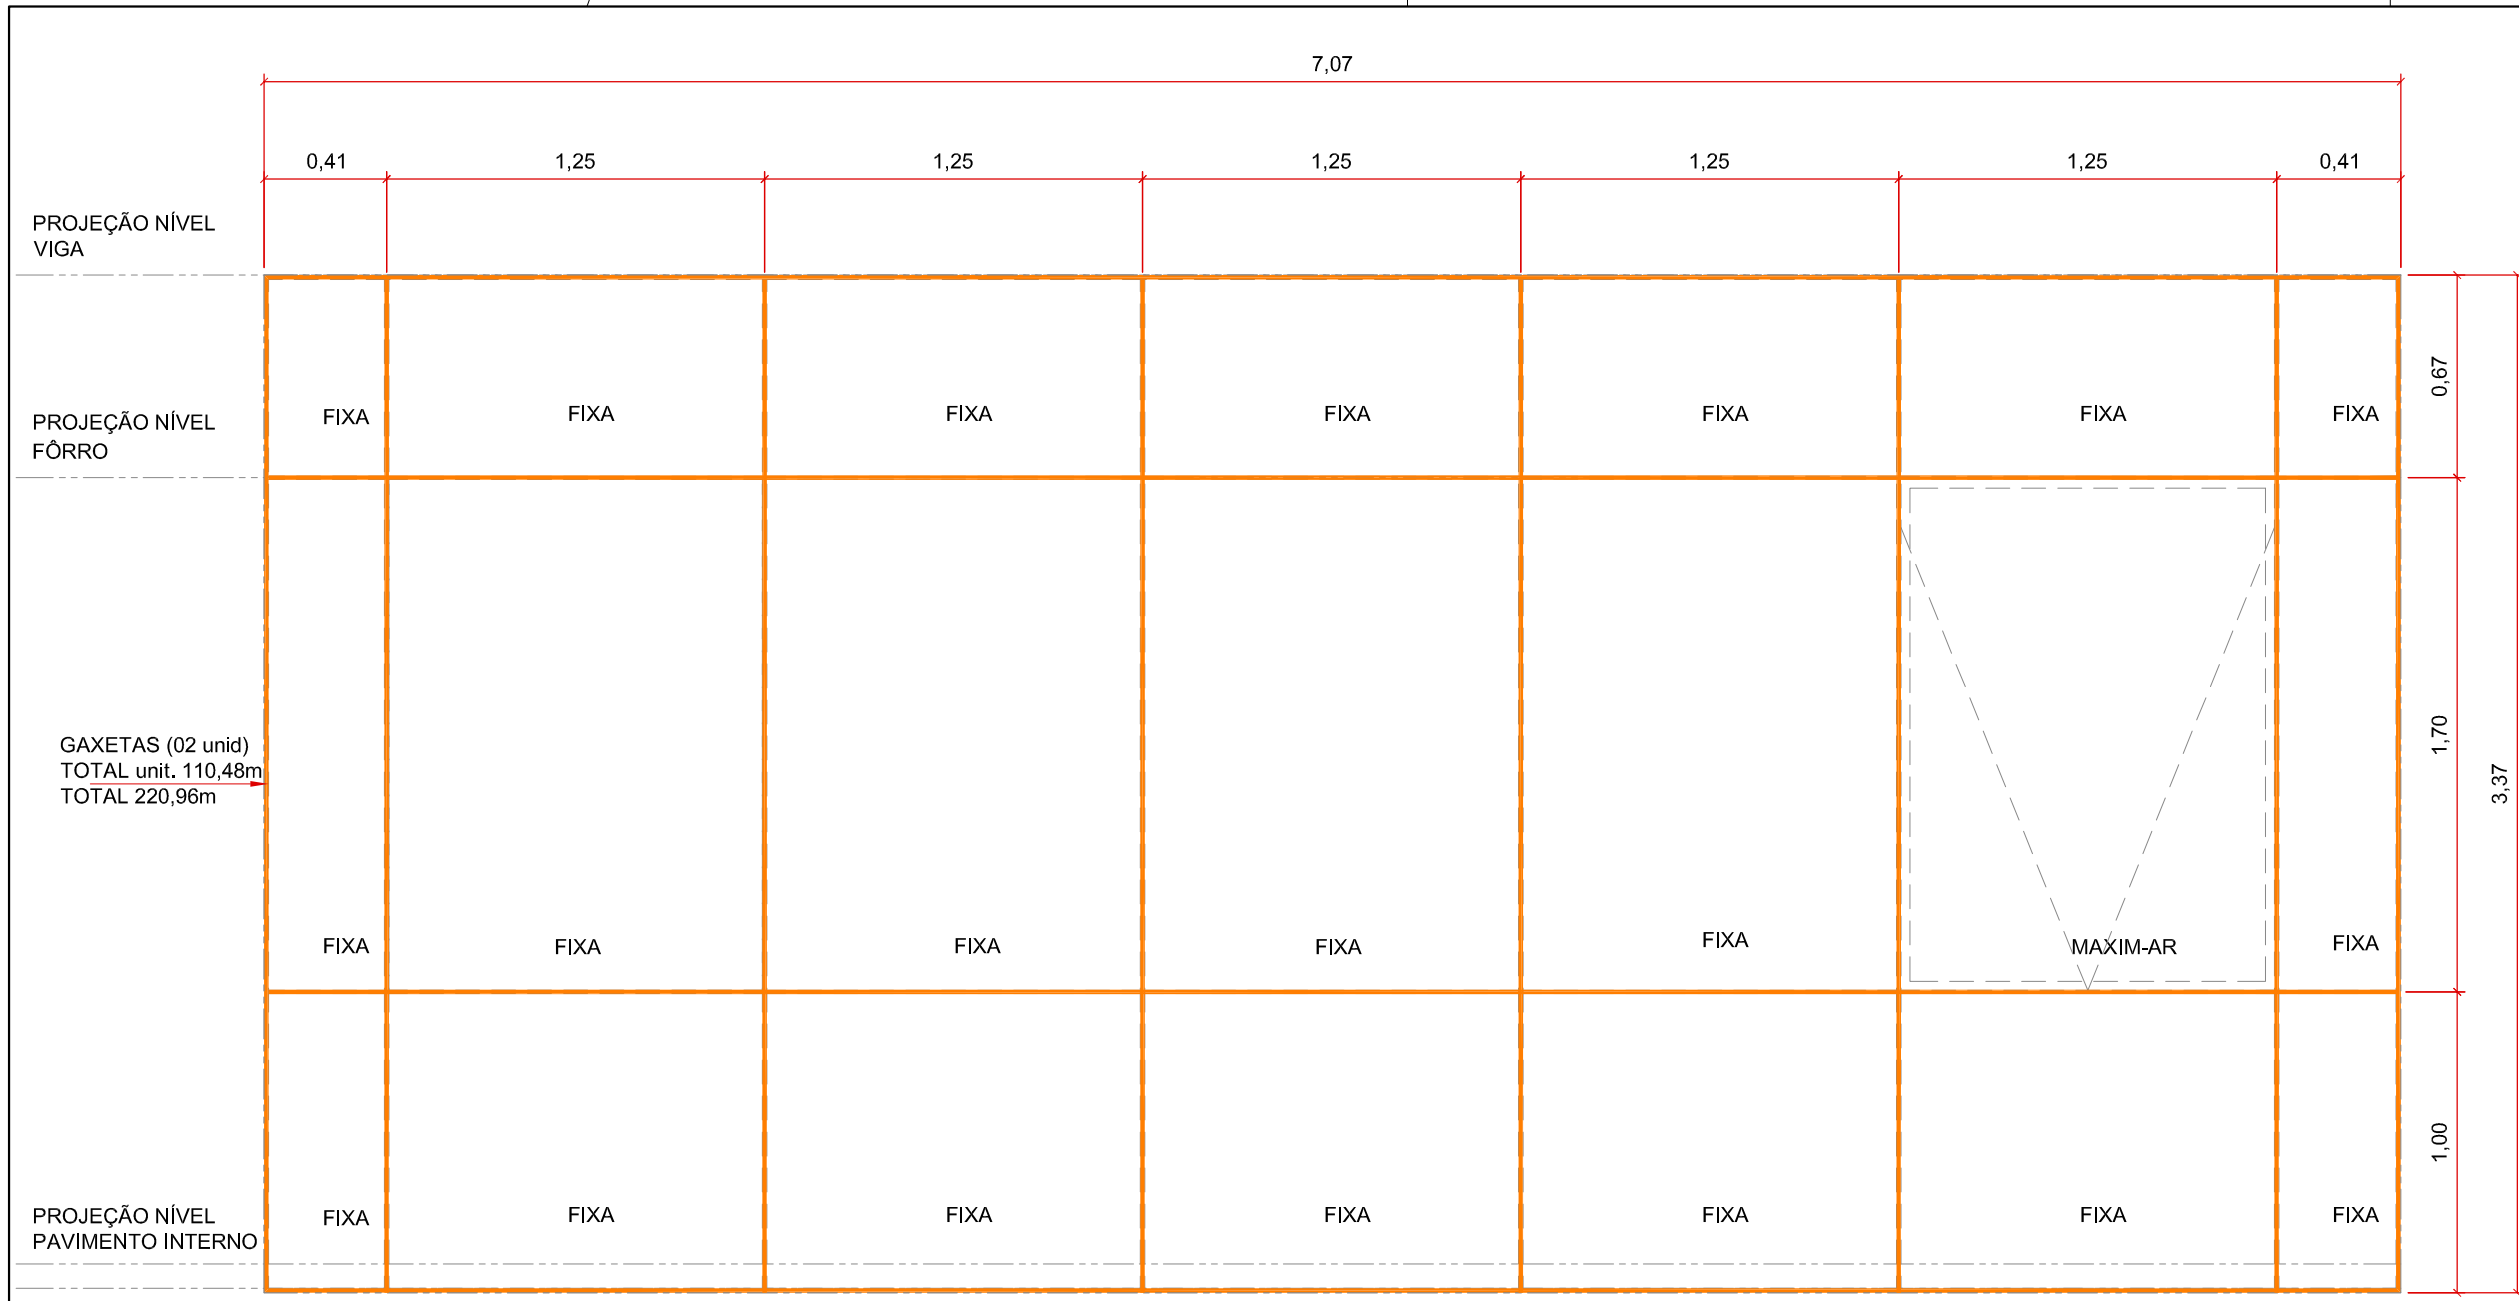 7,07
0,41 1,25 1,25 1,25 1,25 1,25 0,41
PROJEÇÃO NÍVEL
VIGA
0,67
PROJEÇÃO NÍVEL
FÔRRO
FIXA FIXA FIXA FIXA FIXA FIXA FIXA
1,70
3,37
GAXETAS (02 unid)
TOTAL unit. 110,48m
TOTAL 220,96m
FIXA FIXA FIXA FIXA FIXA MAXIM-AR FIXA
1,00
PROJEÇÃO NÍVEL
PAVIMENTO INTERNO
FIXA FIXA FIXA FIXA FIXA FIXA FIXA